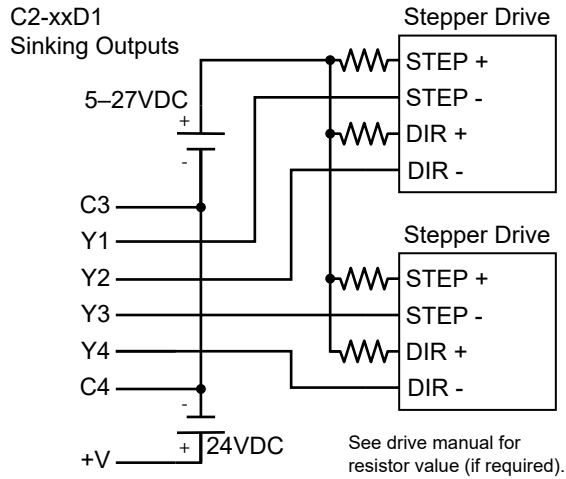 C2-xxD1
Sinking Outputs
Stepper Drive
STEP +
5–27VDC
STEP -
+
DIR +
-
DIR -
C3
Y1
Stepper Drive
Y2
STEP +
Y3
STEP -
Y4
DIR +
C4
DIR -
-
24VDC
+
+V
See drive manual for
resistor value (if required).